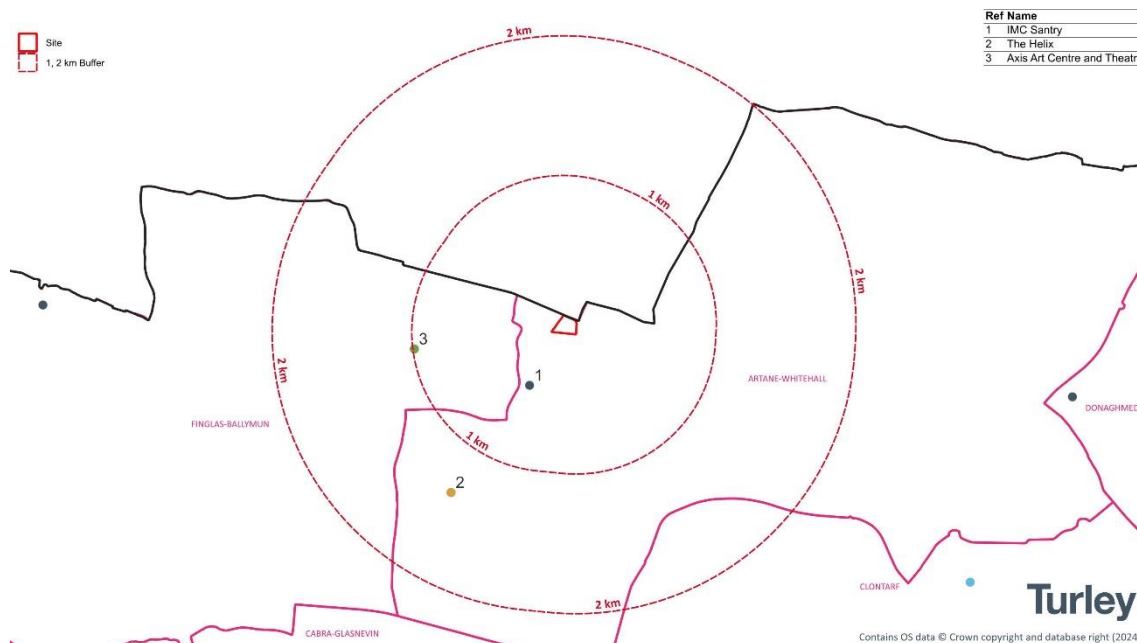 2 km
Ref Name
1 IMC Santry
2 The Helix
3 Axis Art Centre and Theatr
Site
1, 2 km Buffer
1 km
2 km
3
1
ARTANE-WHITEHALL
2 km
DONAGHMED
FINGLAS-BALLYMUN
1 km
2
CLONTARF
2 km
CABRA-GLASNEVIN
Turley
Contains OS data © Crown copyright and database right (2024